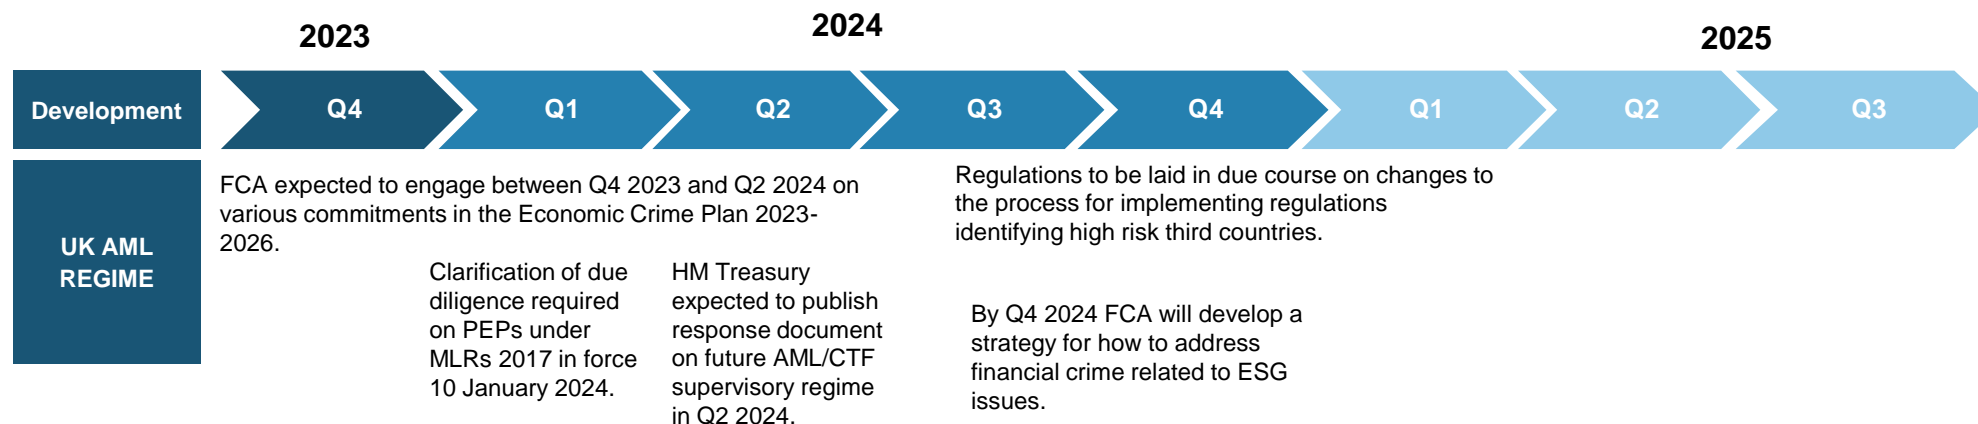 2023
2024
2025
Development
Q4
Q1
Q2
Q3
Q4
Q1
Q2
Q3
UK AML
REGIME
FCA expected to engage between Q4 2023 and Q2 2024 on
various commitments in the Economic Crime Plan 2023-
2026.
Clarification of due
diligence required
on PEPs under
MLRs 2017 in force
10 January 2024.
HM Treasury
expected to publish
response document
on future AML/CTF
supervisory regime
in Q2 2024.
Regulations to be laid in due course on changes to
the process for implementing regulations
identifying high risk third countries.
By Q4 2024 FCA will develop a
strategy for how to address
financial crime related to ESG
issues.